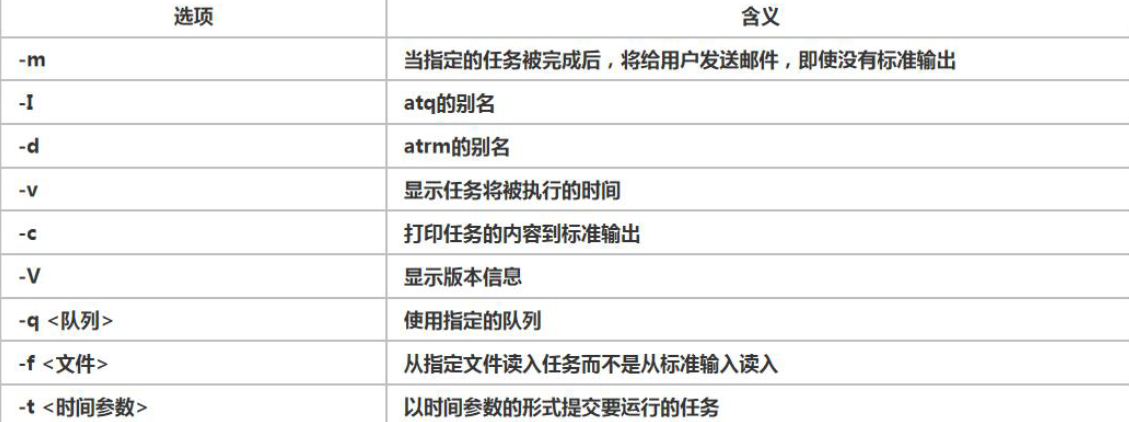 选项 含义
-m 当指定的任务被完成后，将给用户发送邮件，即使没有标准输出
-I atq的别名
-d atrm的别名
-v 显示任务将被执行的时间
-c 打印任务的内容到标准输出
-V 显示版本信息
-q <队列> 使用指定的队列
-f <文件> 从指定文件读入任务而不是从标准输入读入
-t <时间参数> 以时间参数的形式提交要运行的任务